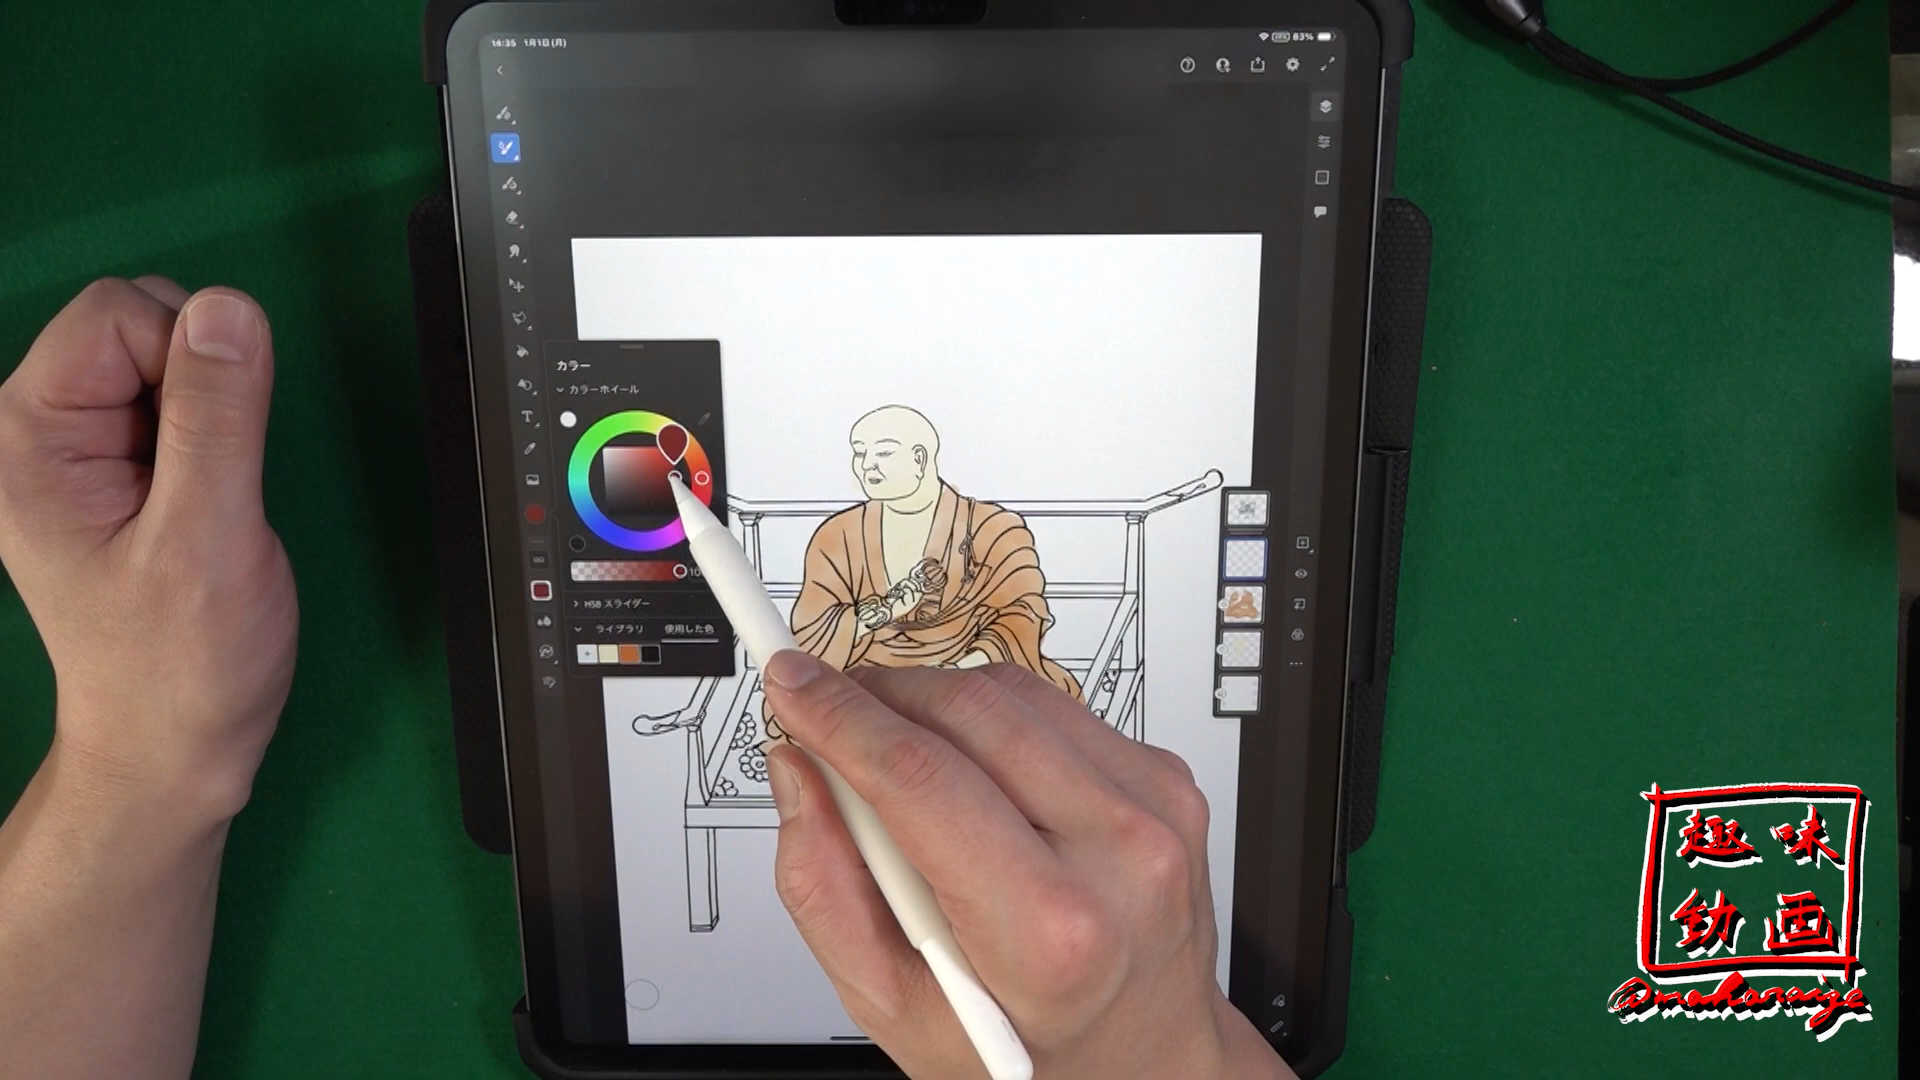 14:35 1月1日(月)
83%
カラー
カラーホイール
HSB スライダー
ライブラリ 使用した色
趣味
動画
@maharaize